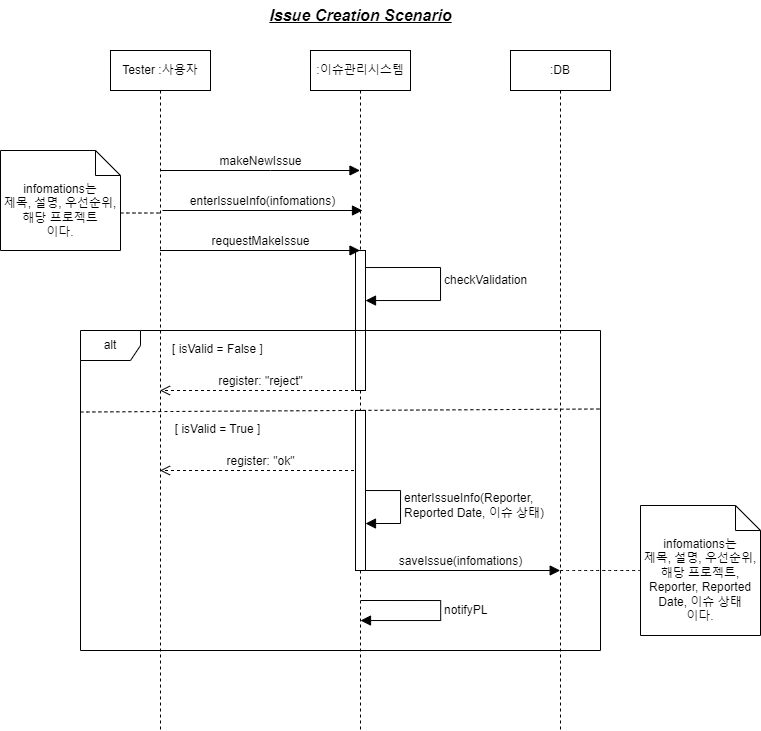 Issue Creation Scenario
Tester :사용자
:이슈관리시스템
:DB
makeNewIssue
infomations는
제목, 설명, 우선순위,
해당 프로젝트
이다.
enterIssueInfo(infomations)
requestMakeIssue
checkValidation
alt
[ isValid = False ]
register: "reject"
[ isValid = True ]
register: "ok"
enterIssueInfo(Reporter,
Reported Date, 이슈 상태)
saveIssue(infomations)
infomations는
제목, 설명, 우선순위,
해당 프로젝트,
Reporter, Reported
Date, 이슈 상태
이다.
notifyPL